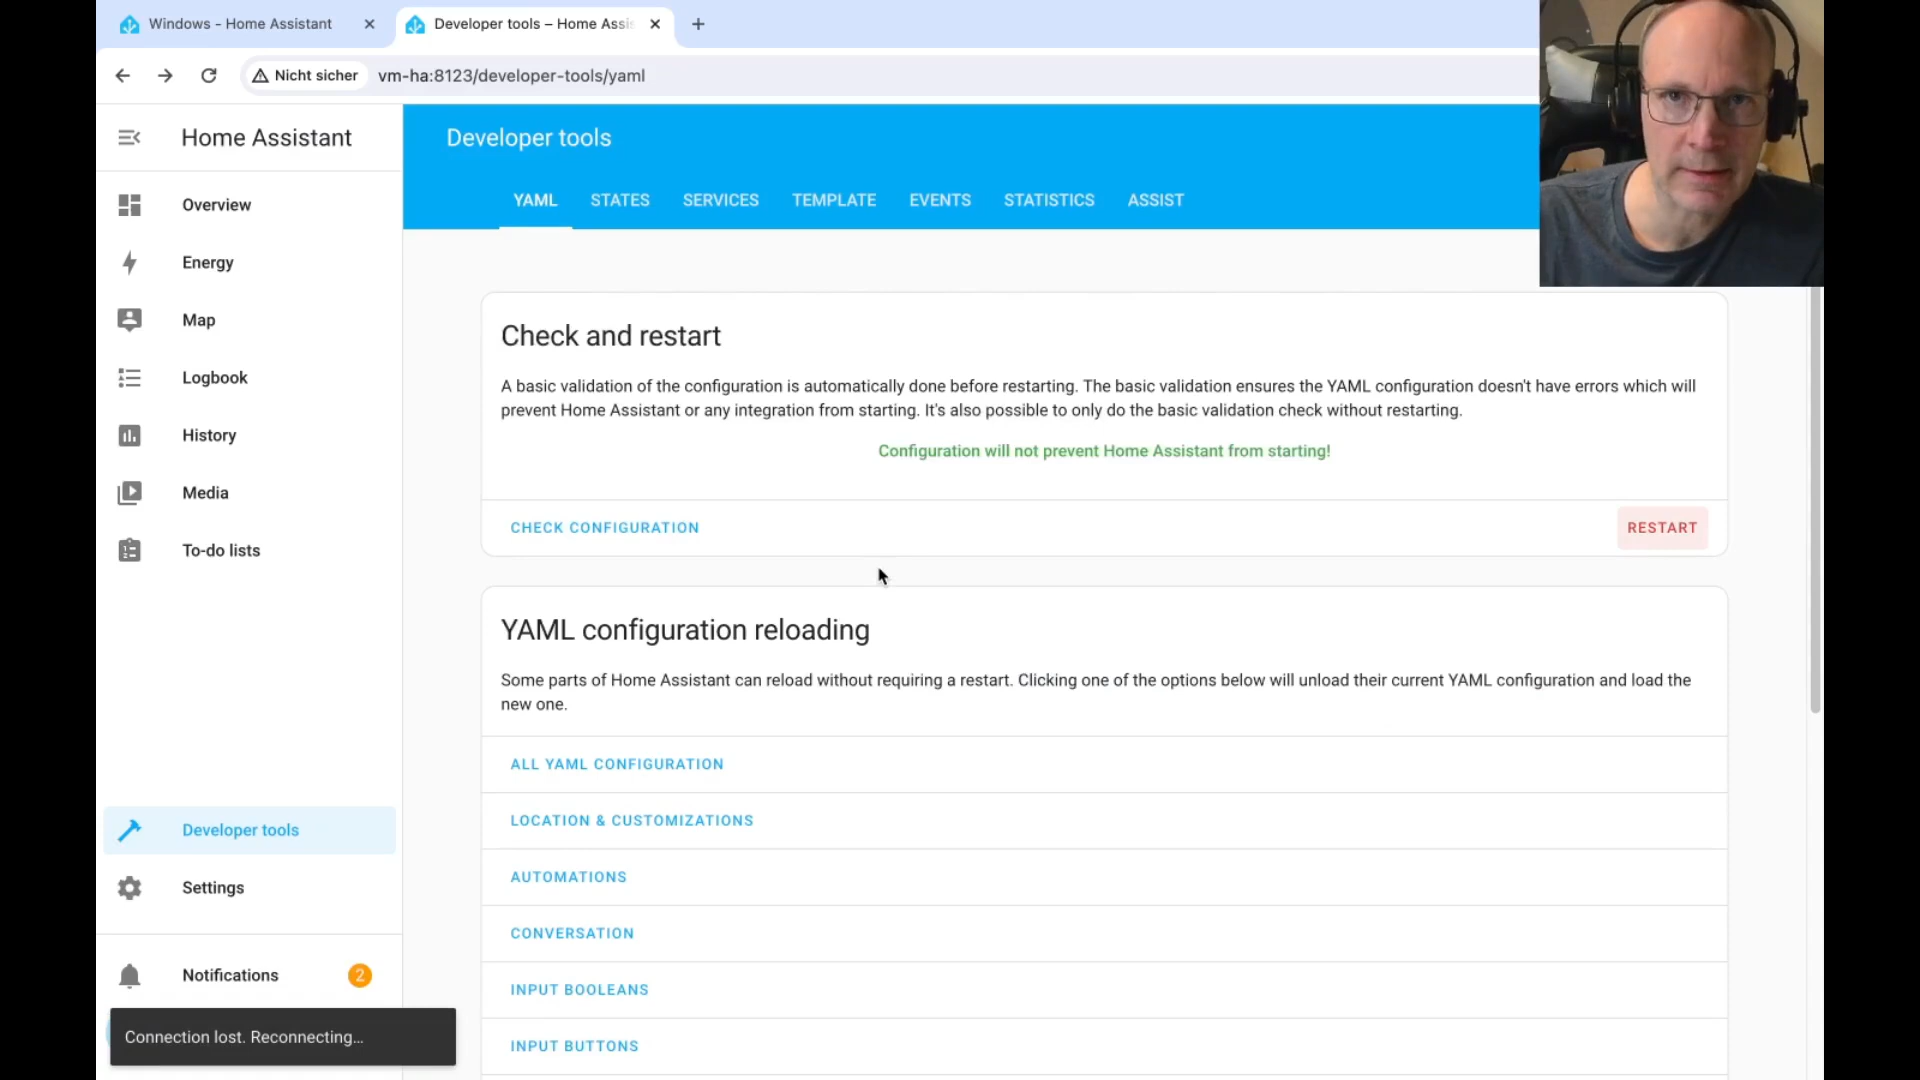 Windows - Home Assistant
Developer tools – Home Assis
Nicht sicher
vm-ha:8123/developer-tools/yaml
Home Assistant
Developer tools
YAML
STATES
SERVICES
TEMPLATE
EVENTS
STATISTICS
ASSIST
Overview
Energy
Map
Logbook
History
Media
To-do lists
Developer tools
Settings
Notifications
2
Connection lost. Reconnecting...
Check and restart
A basic validation of the configuration is automatically done before restarting. The basic validation ensures the YAML configuration doesn't have errors which will
prevent Home Assistant or any integration from starting. It's also possible to only do the basic validation check without restarting.
Configuration will not prevent Home Assistant from starting!
CHECK CONFIGURATION
RESTART
YAML configuration reloading
Some parts of Home Assistant can reload without requiring a restart. Clicking one of the options below will unload their current YAML configuration and load the
new one.
ALL YAML CONFIGURATION
LOCATION & CUSTOMIZATIONS
AUTOMATIONS
CONVERSATION
INPUT BOOLEANS
INPUT BUTTONS